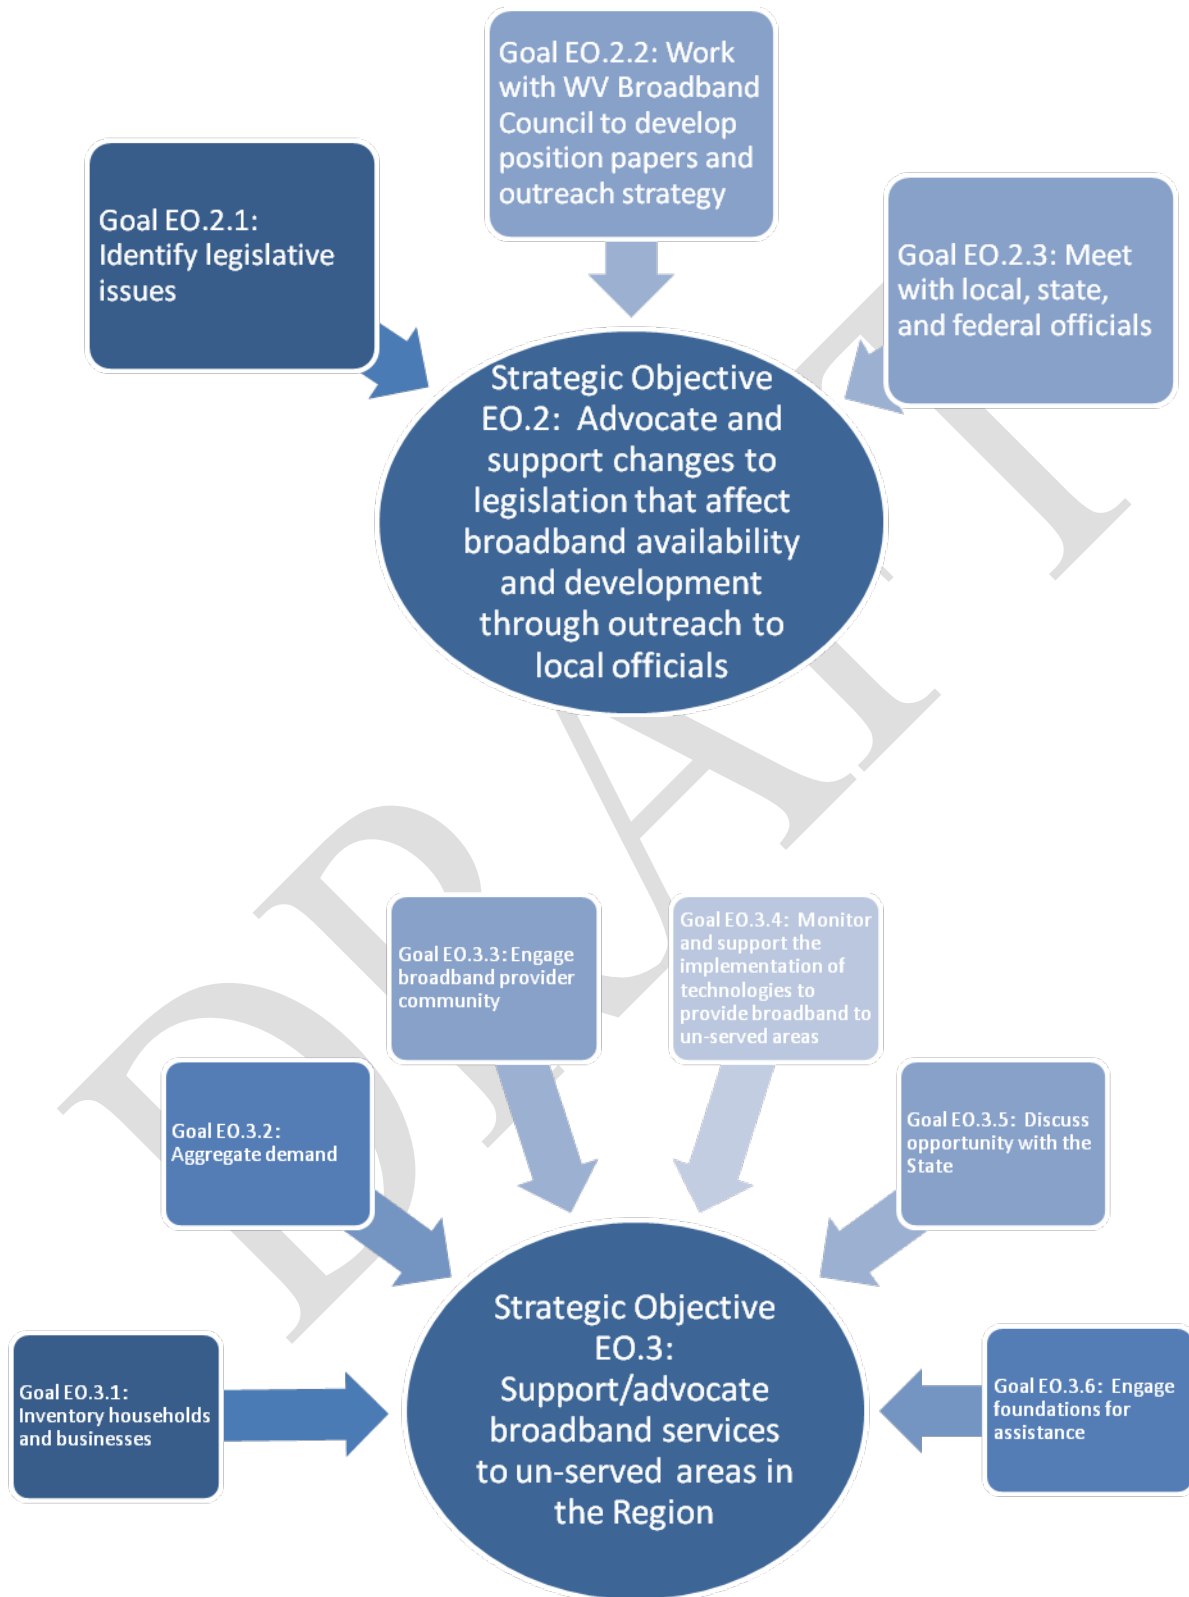 Goal EO.2.2: Work
with WV Broadband
Council to develop
position papers and
outreach strategy
Goal EO.2.1:
Identify legislative
issues
Goal EO.2.3: Meet
with local, state,
and federal officials
Strategic Objective
EO.2: Advocate and
support changes to
legislation that affect
broadband availability
and development
through outreach to
local officials
DRAFT
Goal EO.3.3: Engage
broadband provider
community
Goal EO.3.4: Monitor
and support the
implementation of
technologies to
provide broadband to
un-served areas
Goal EO.3.2:
Aggregate demand
Goal EO.3.5: Discuss
opportunity with the
State
Goal EO.3.1:
Inventory households
and businesses
Strategic Objective
EO.3:
Support/advocate
broadband services
to un-served areas in
the Region
Goal EO.3.6: Engage
foundations for
assistance